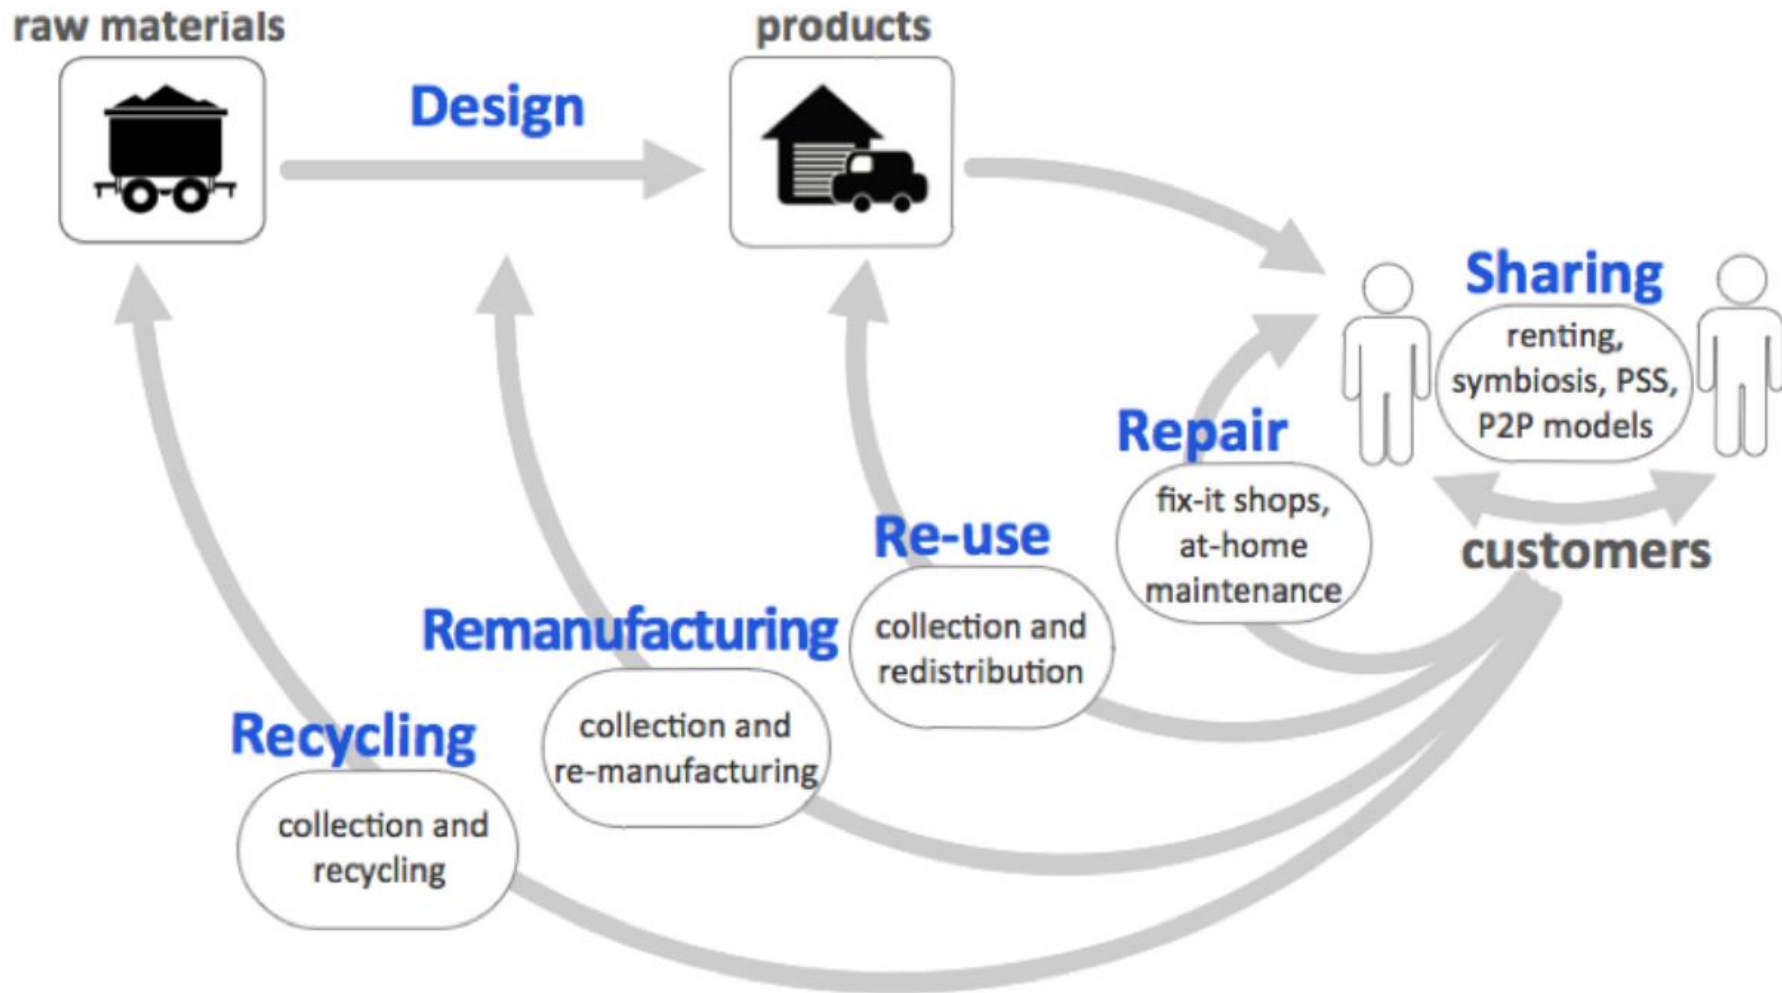 raw materials
products
Design
Sharing
renting,
symbiosis, PSS,
P2P models
customers
Repair
fix-it shops,
at-home
maintenance
Re-use
collection and
redistribution
Remanufacturing
collection and
re-manufacturing
Recycling
collection and
recycling